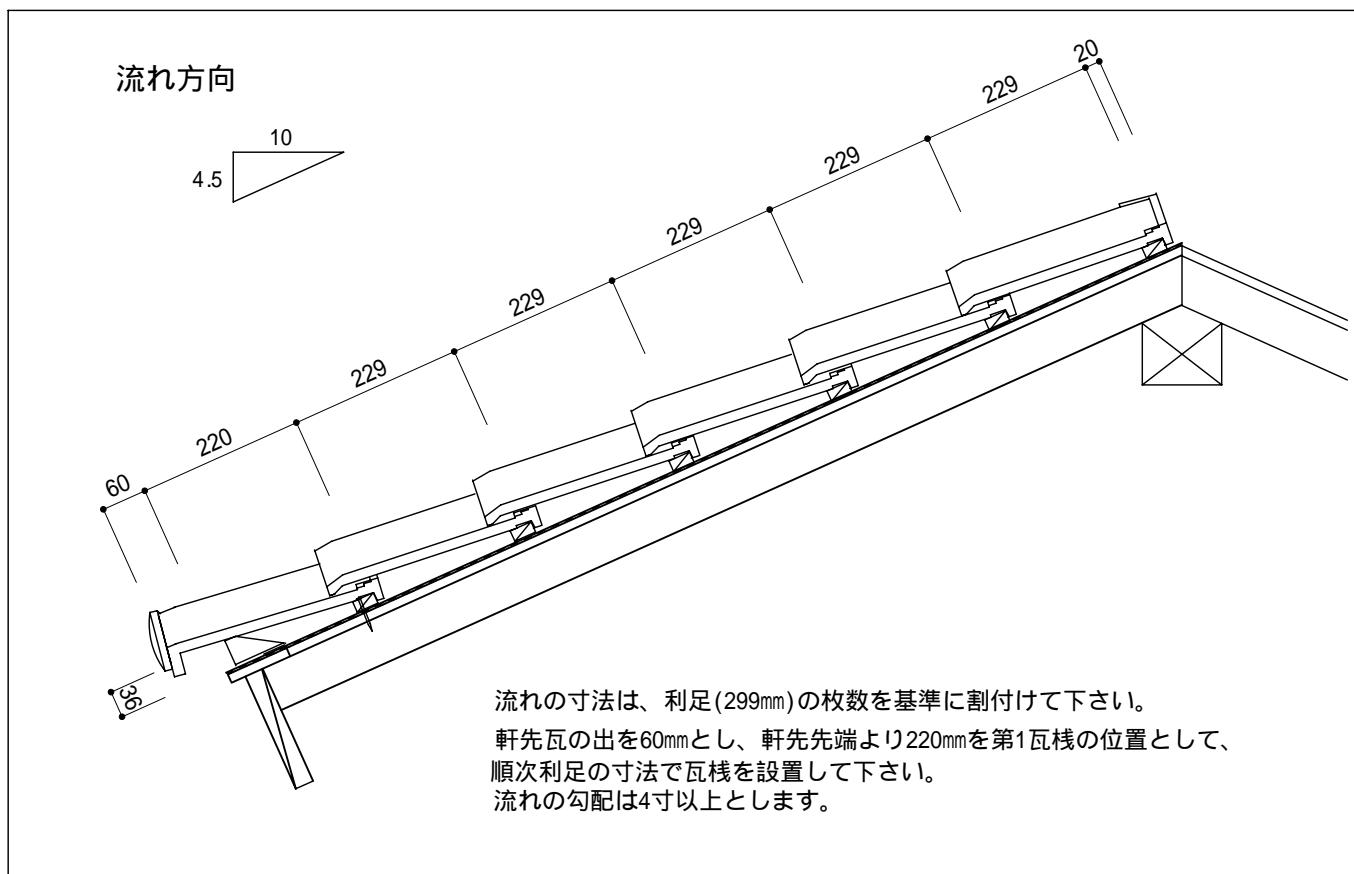 流れ方向
10
4.5
20
229
229
229
229
229
220
60
36
流れの寸法は、利足(299㎜)の枚数を基準に割付けて下さい。
軒先瓦の出を60㎜とし、軒先先端より220㎜を第1瓦桟の位置として、
順次利足の寸法で瓦桟を設置して下さい。
流れの勾配は4寸以上とします。